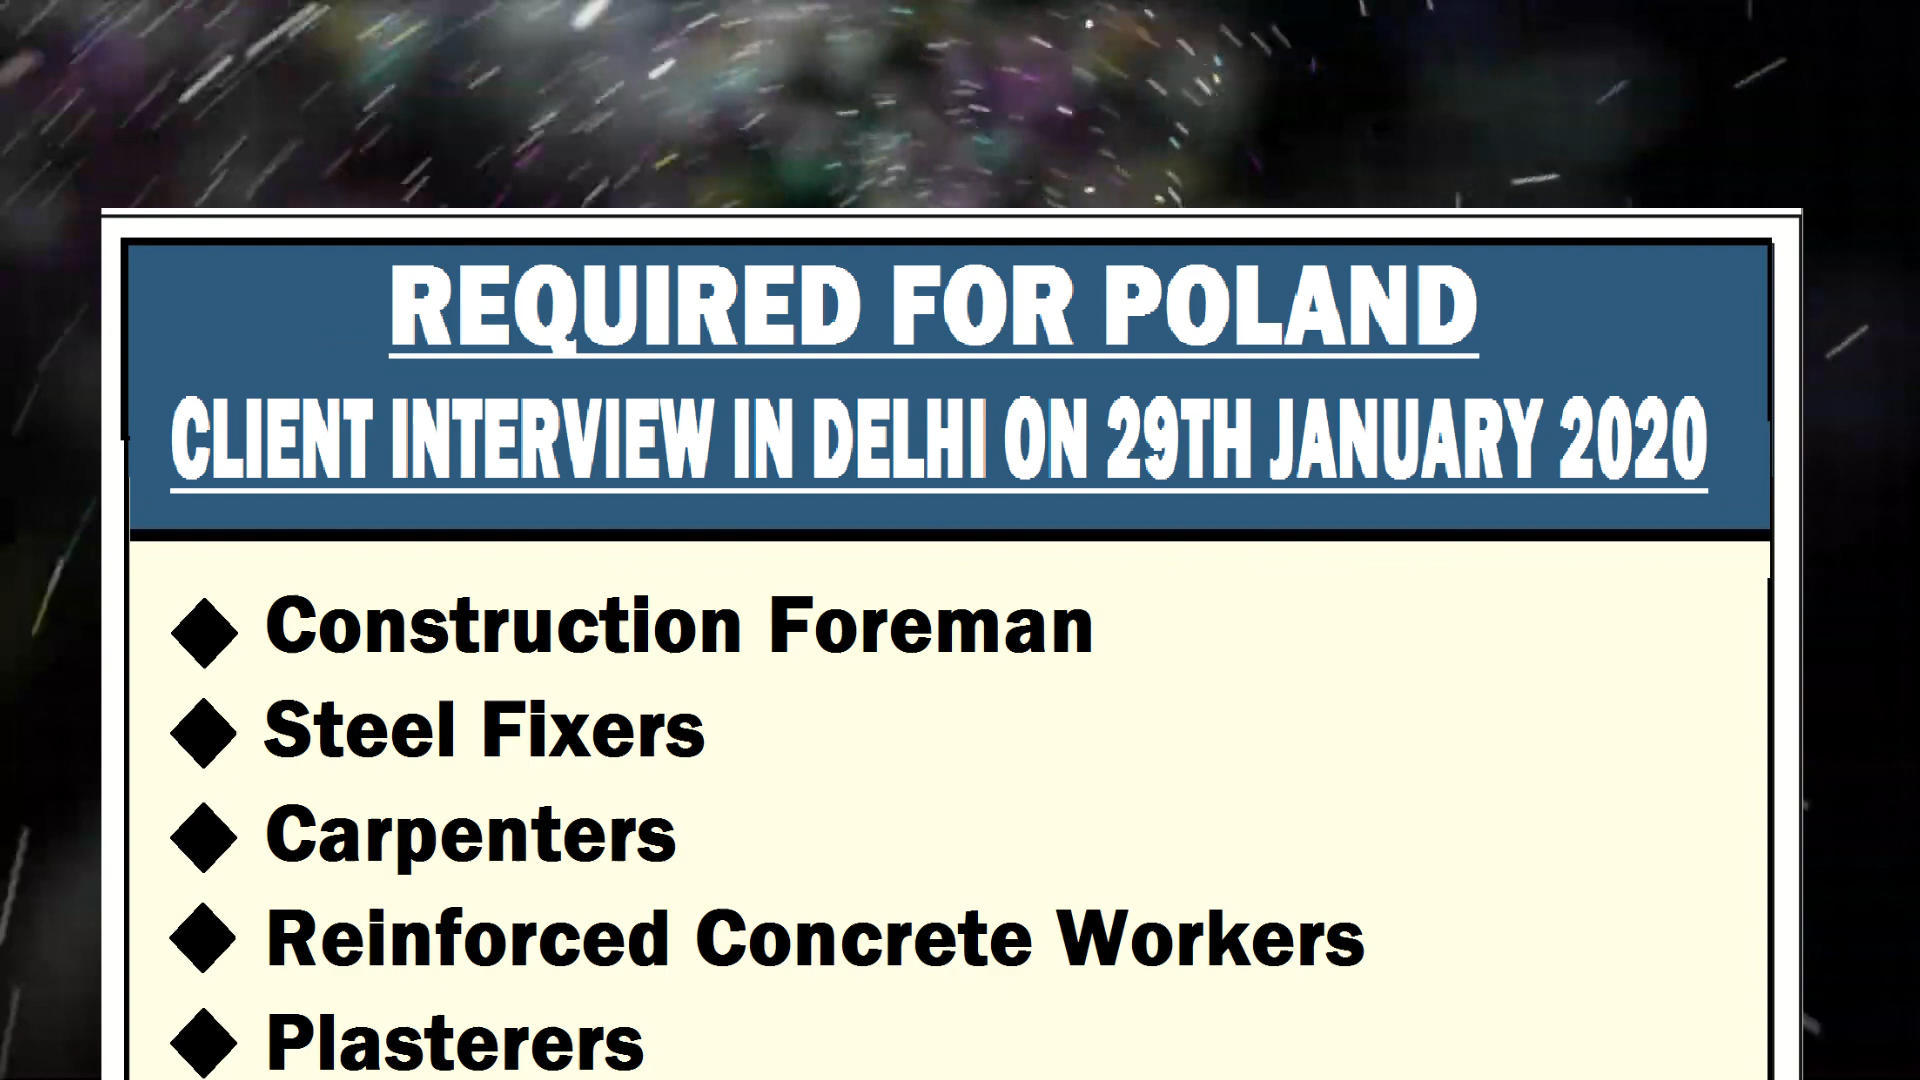 REQUIRED FOR POLAND
CLIENT INTERVIEW IN DELHI ON 29TH JANUARY 2020
◆ Construction Foreman
◆ Steel Fixers
◆ Carpenters
◆ Reinforced Concrete Workers
◆ Plasterers